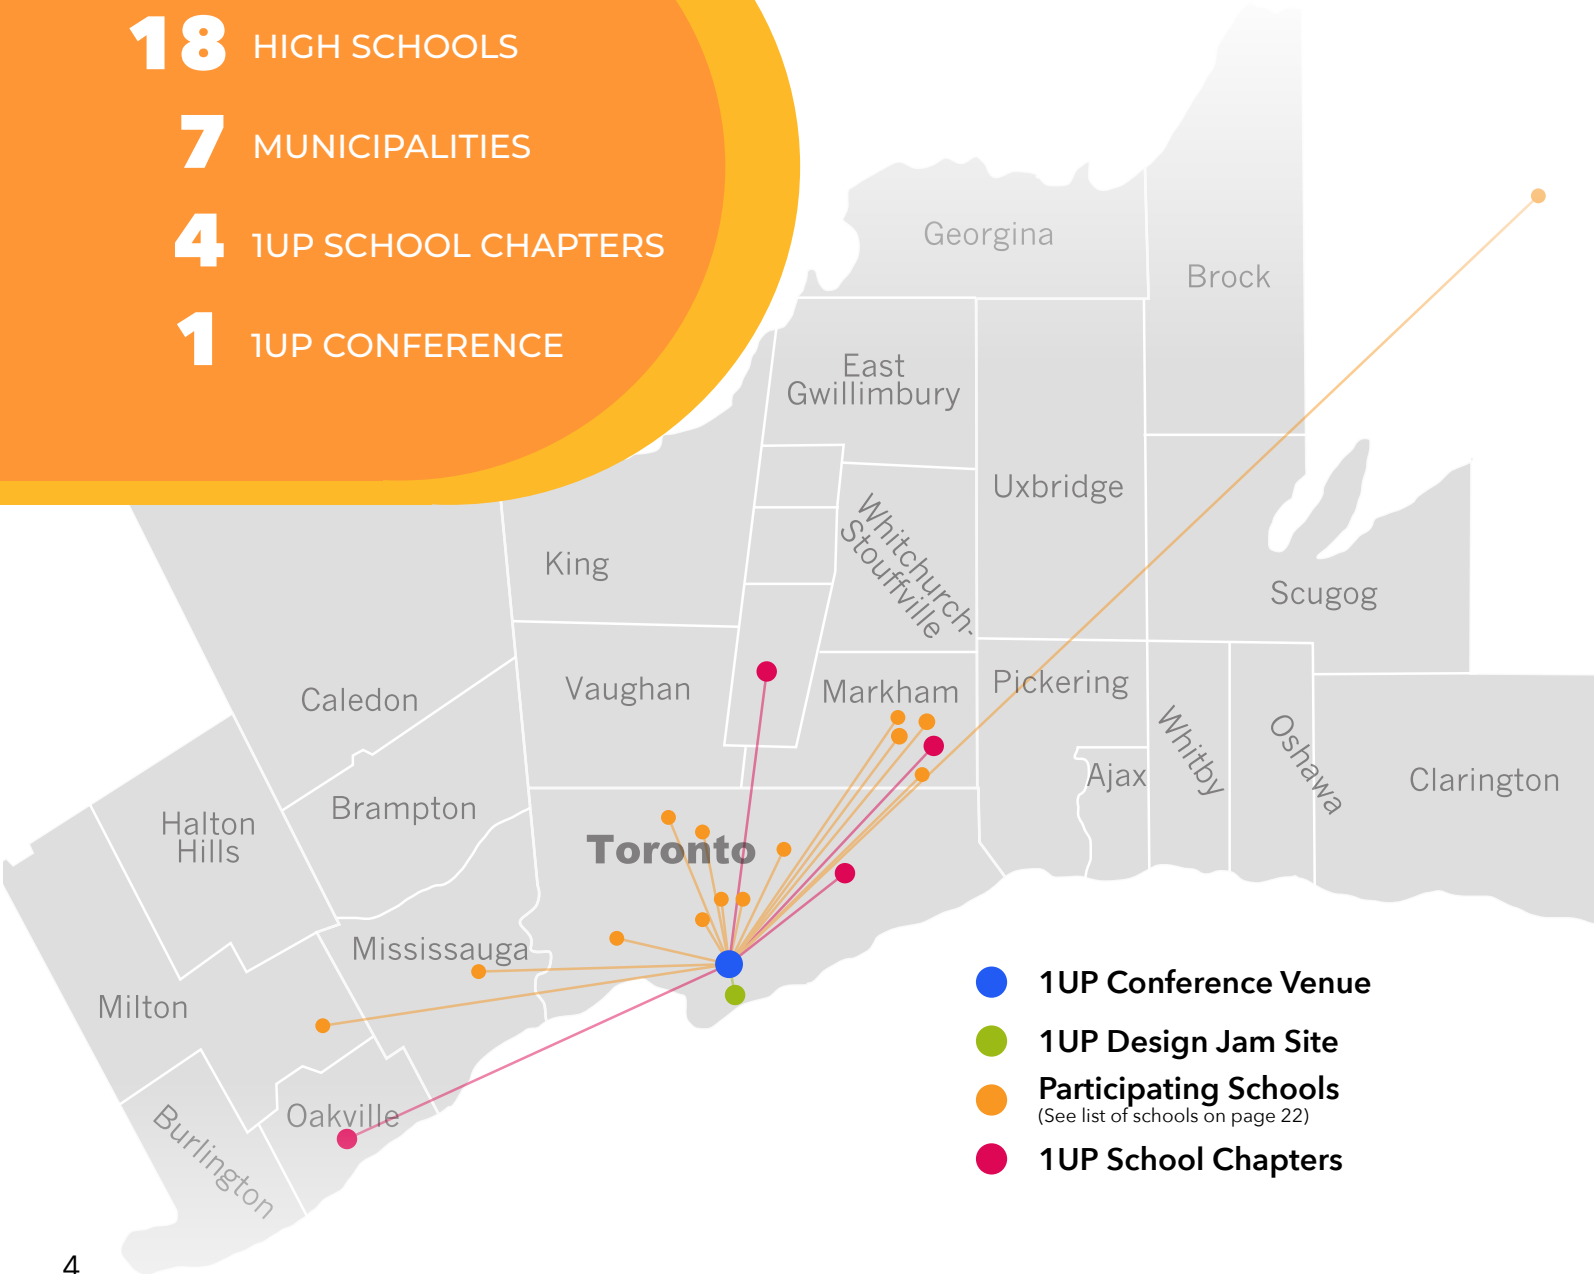 18 HIGH SCHOOLS
7 MUNICIPALITIES
4 1UP SCHOOL CHAPTERS
1 1UP CONFERENCE
Georgina
Brock
East
Gwillimbury
Uxbridge
Whitchurch-
Stouffville
King
Scugog
Vaughan
Markham
Pickering
Caledon
Whitby
Oshawa
Ajax
Clarington
Brampton
Halton
Hills
Toronto
Mississauga
Milton
Oakville
Burlington
1UP Conference Venue
1UP Design Jam Site
Participating Schools
(See list of schools on page 22)
1UP School Chapters
4